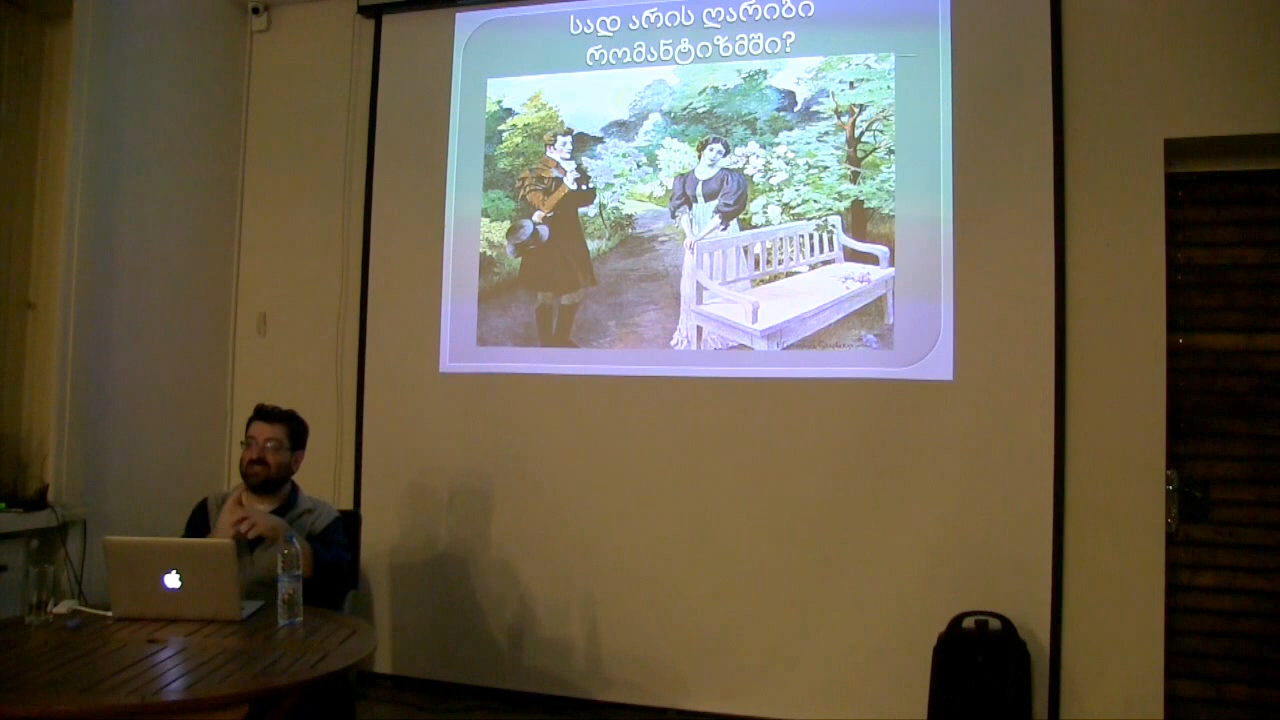 სად არის ღარიბი
რომანტიზმში?